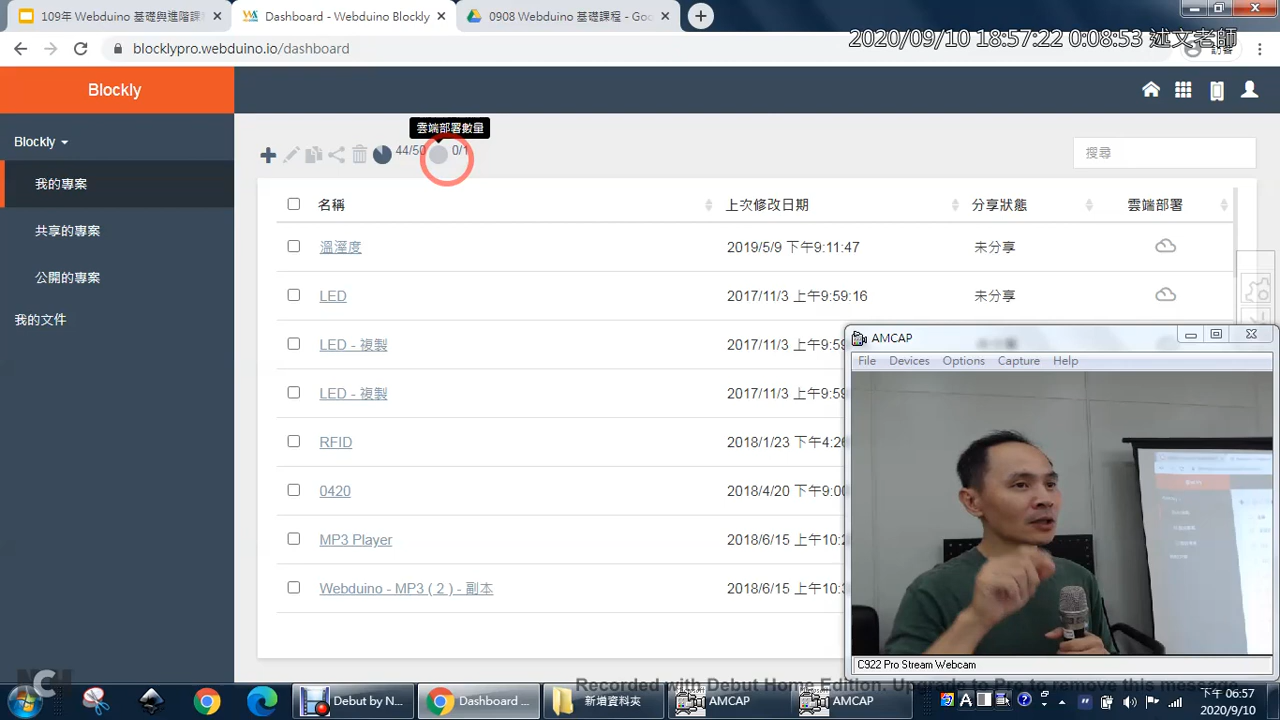 109年 Webduino 基礎與進階課
Dashboard - Webduino Blockly
0908 Webduino 基礎課程 - Goo
blocklypro.webduino.io/dashboard
2020/09/10 18:57:22 0:08:53 述文老師
訪客
Blockly
Blockly
我的專案
共享的專案
公開的專案
我的文件
雲端部署數量
44/50
0/1
搜尋
名稱
上次修改日期
分享狀態
雲端部署
溫溼度
2019/5/9 下午9:11:47
未分享
LED
2017/11/3 上午9:59:16
未分享
LED - 複製
2017/11/3 上午9:59
LED - 複製
2017/11/3 上午9:59
RFID
2018/1/23 下午4:26
0420
2018/4/20 下午9:00
MP3 Player
2018/6/15 上午10:2
Webduino - MP3 ( 2 ) - 副本
2018/6/15 上午10:3
AMCAP
File Devices Options Capture Help
C922 Pro Stream Webcam
NCH
Recorded with Debut Home Edition. Upgrade to Pro to remove this message.
Debut by N...
Dashboard ...
新增資料夾
AMCAP
AMCAP
下午 06:57
2020/9/10